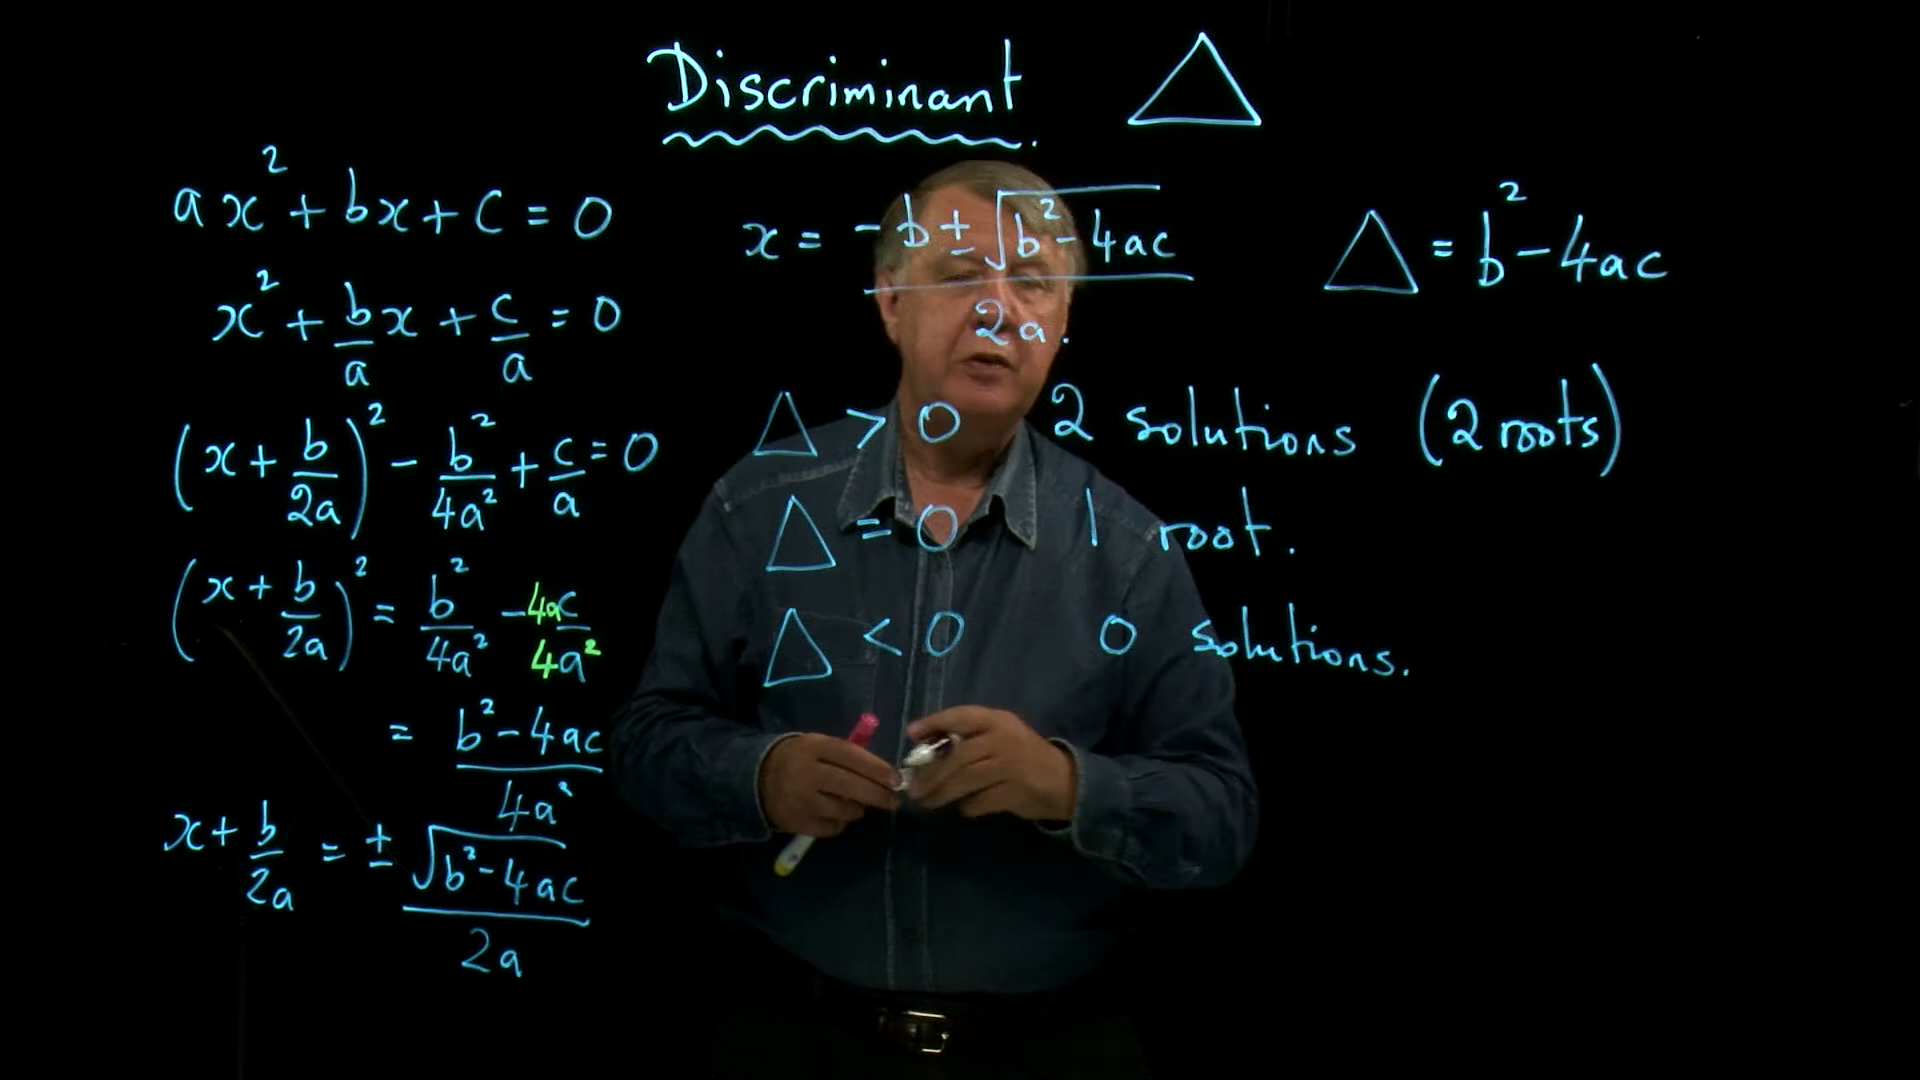 Discriminant. △
ax² + bx + c = 0
x² + b/a x + c/a = 0
(x + b/2a)² - b²/4a² + c/a = 0
(x + b/2a)² = b²/4a² - 4ac/4a²
= b² - 4ac / 4a²
x + b/2a = ± √b² - 4ac / 2a
x = -b ± √b² - 4ac / 2a.
△ = b² - 4ac
△ > 0 2 solutions (2 roots)
△ = 0 1 root.
△ < 0 0 solutions.